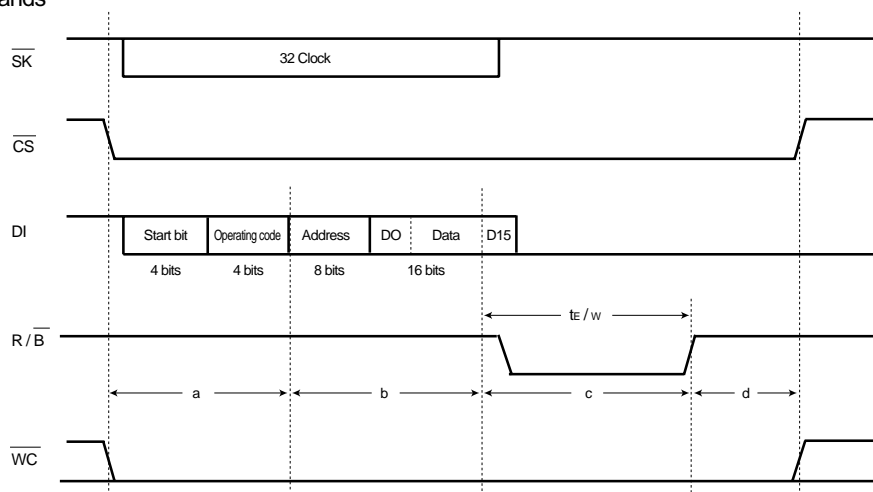 ands
SK
32 Clock
CS
DI
Start bit
Operating code
Address
DO
Data
D15
4 bits
4 bits
8 bits
16 bits
tE / W
R / B
a
b
c
d
WC